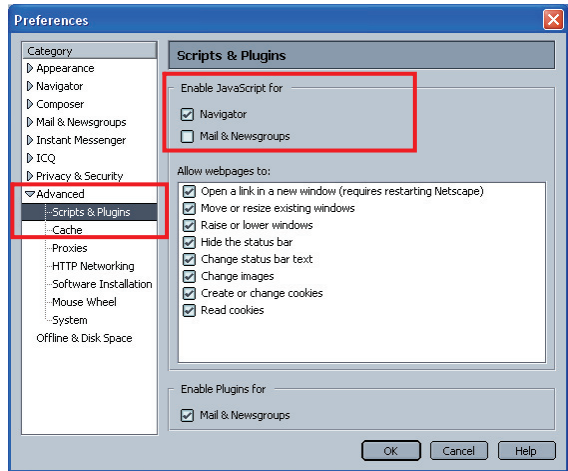 Preferences
Category
Appearance
Navigator
Composer
Mail & Newsgroups
Instant Messenger
ICQ
Privacy & Security
Advanced
Scripts & Plugins
Cache
Proxies
HTTP Networking
Software Installation
Mouse Wheel
System
Offline & Disk Space
Scripts & Plugins
Enable JavaScript for
Navigator
Mail & Newsgroups
Allow webpages to:
Open a link in a new window (requires restarting Netscape)
Move or resize existing windows
Raise or lower windows
Hide the status bar
Change status bar text
Change images
Create or change cookies
Read cookies
Enable Plugins for
Mail & Newsgroups
OK
Cancel
Help